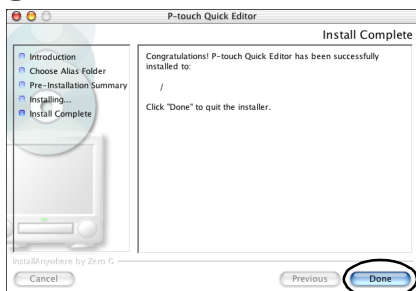 P-touch Quick Editor
Install Complete
Introduction
Choose Alias Folder
Pre-Installation Summary
Installing...
Install Complete
Congratulations! P-touch Quick Editor has been successfully
installed to:
/
Click "Done" to quit the installer.
InstallAnywhere by Zero G
Cancel
Previous
Done